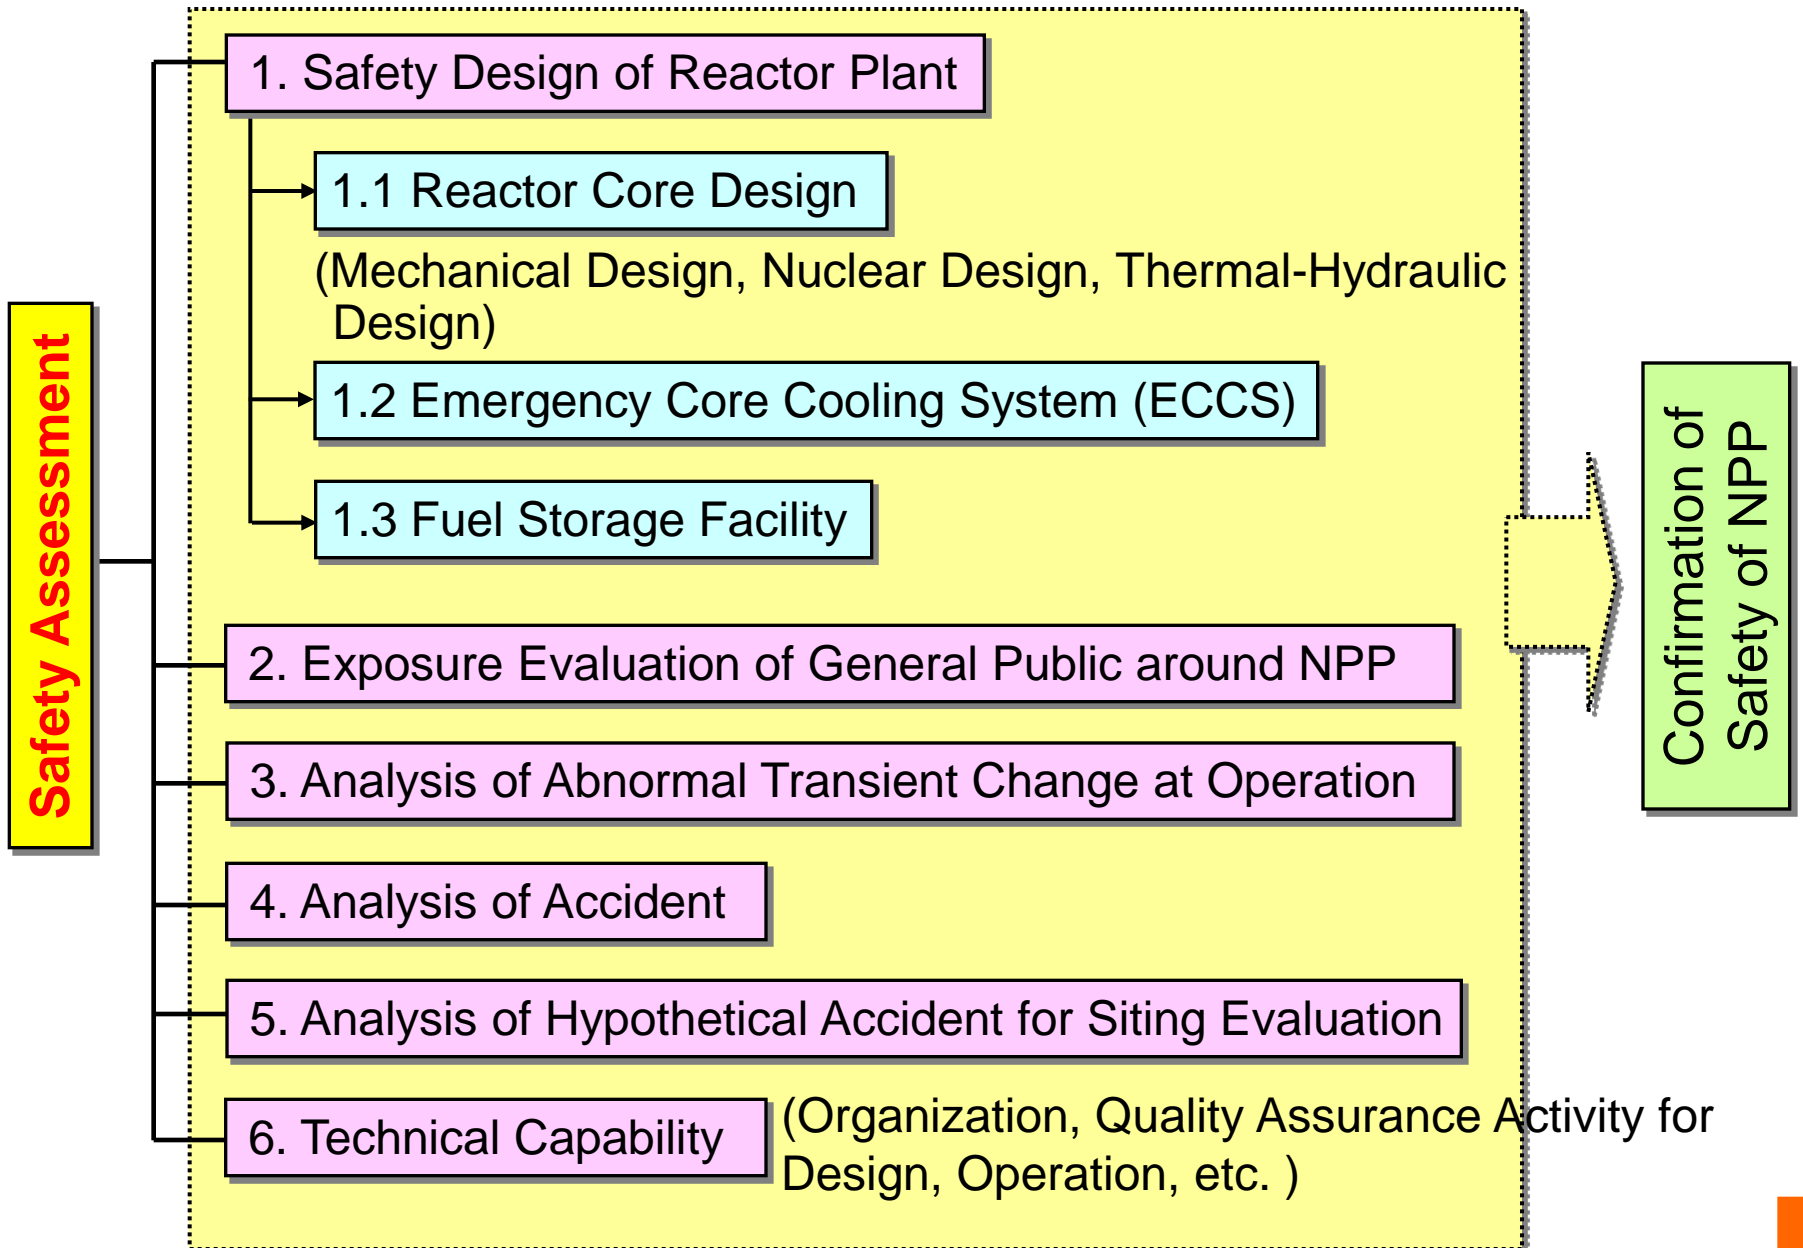 Safety Assessment
1. Safety Design of Reactor Plant
1.1 Reactor Core Design
(Mechanical Design, Nuclear Design, Thermal-Hydraulic
Design)
1.2 Emergency Core Cooling System (ECCS)
1.3 Fuel Storage Facility
2. Exposure Evaluation of General Public around NPP
3. Analysis of Abnormal Transient Change at Operation
4. Analysis of Accident
5. Analysis of Hypothetical Accident for Siting Evaluation
6. Technical Capability
(Organization, Quality Assurance Activity for
Design, Operation, etc. )
Confirmation of
Safety of NPP